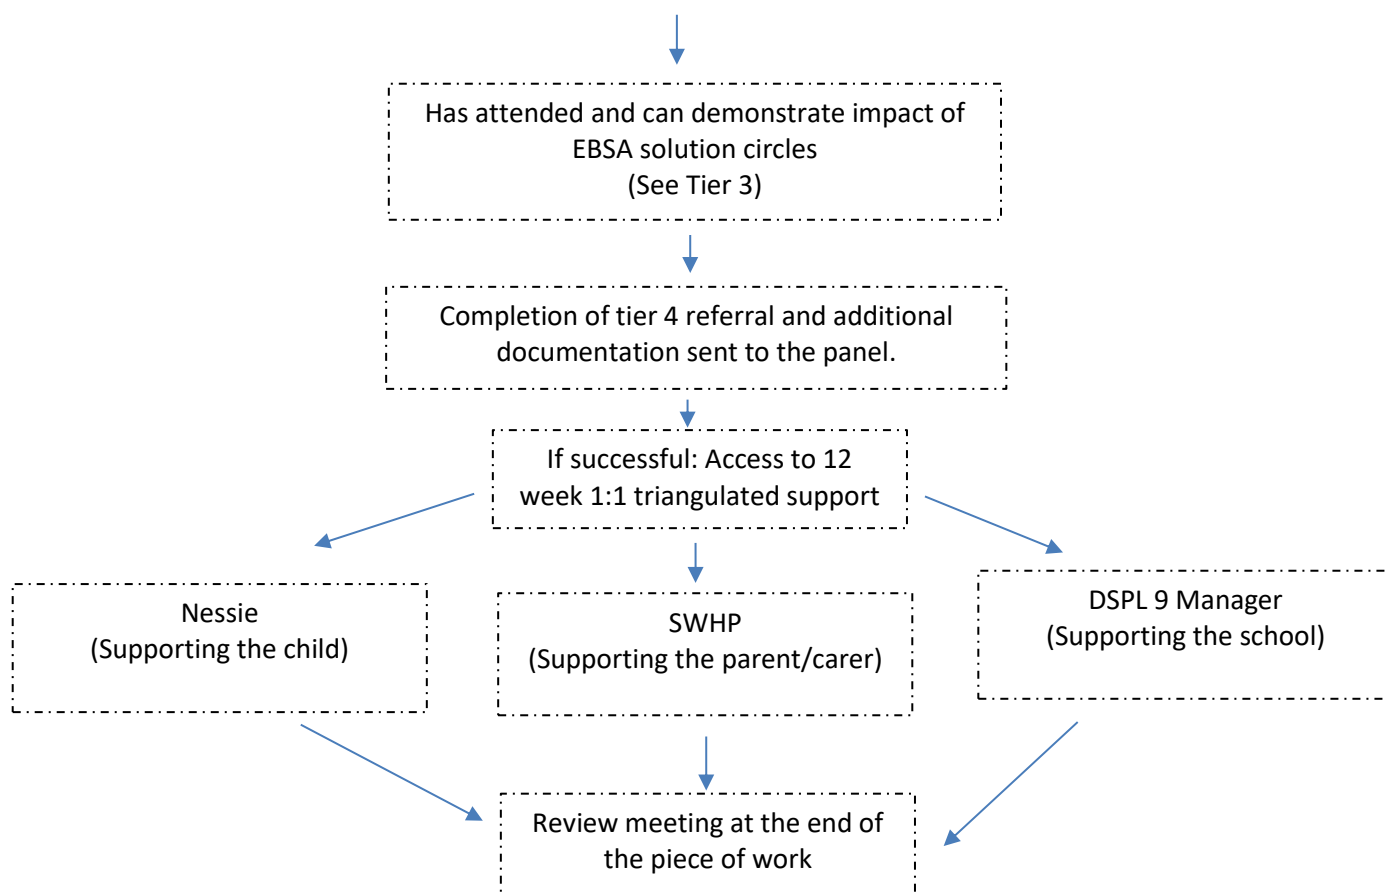 Has attended and can demonstrate impact of
EBSA solution circles
(See Tier 3)
Completion of tier 4 referral and additional
documentation sent to the panel.
If successful: Access to 12
week 1:1 triangulated support
Nessie
(Supporting the child)
SWHP
(Supporting the parent/carer)
DSPL 9 Manager
(Supporting the school)
Review meeting at the end of
the piece of work